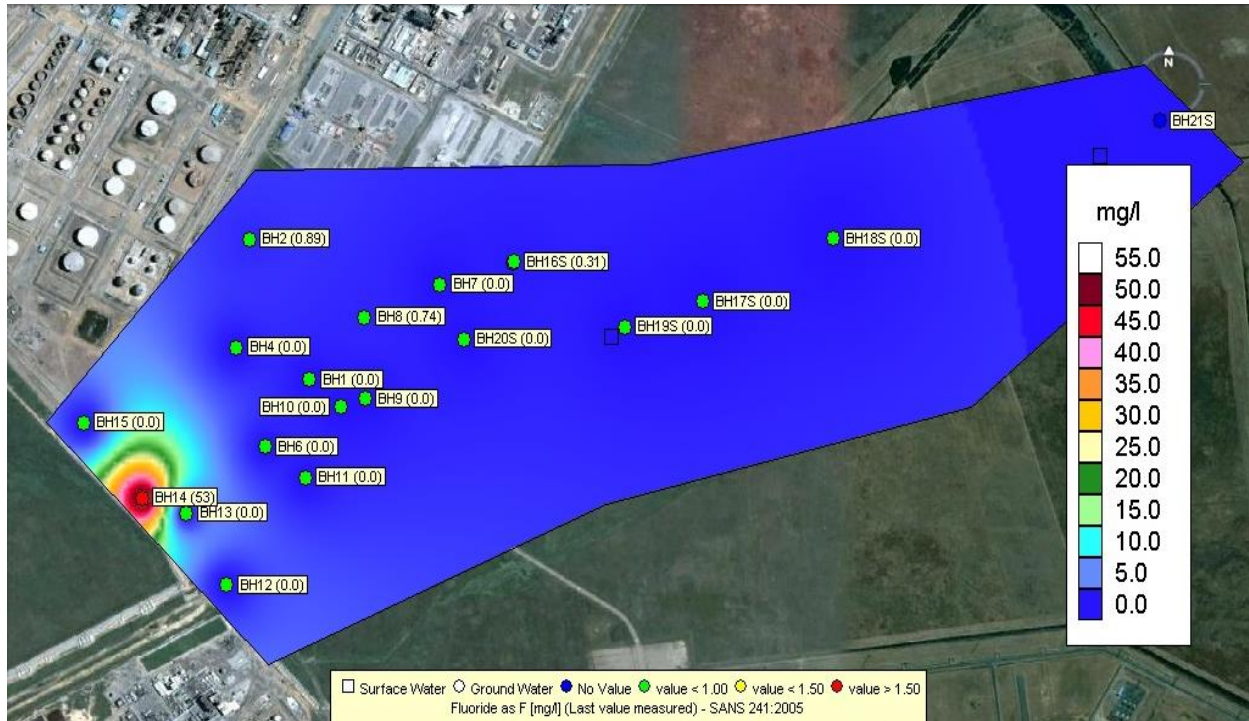 N
BH21S
mg/l
55.0
50.0
45.0
40.0
35.0
30.0
25.0
20.0
15.0
10.0
5.0
0.0
BH2 (0.89)
BH18S (0.0)
BH16S (0.31)
BH7 (0.0)
BH17S (0.0)
BH8 (0.74)
BH19S (0.0)
BH20S (0.0)
BH4 (0.0)
BH1 (0.0)
BH9 (0.0)
BH10 (0.0)
BH15 (0.0)
BH6 (0.0)
BH11 (0.0)
BH14 (53)
BH13 (0.0)
BH12 (0.0)
Surface Water Ground Water No Value value < 1.00 value < 1.50 value > 1.50
Fluoride as F [mg/l] (Last value measured) - SANS 241:2005